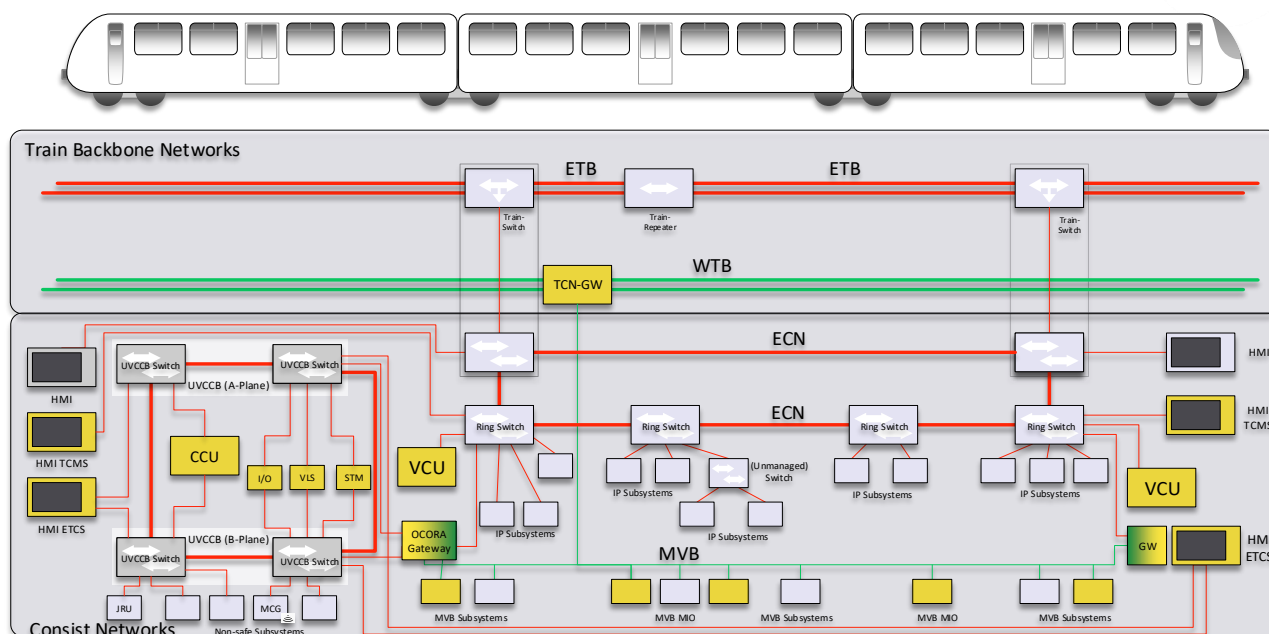 Train Backbone Networks
ETB
ETB
Train-
Switch
Train-
Repeater
Train-
Switch
WTB
TCN-GW
ECN
UVCCB Switch
UVCCB Switch
HMI
UVCCB (A-Plane)
HMI
ECN
HMI
TCMS
Ring Switch
Ring Switch
Ring Switch
Ring Switch
HMI TCMS
CCU
VCU
(Unmanaged)
Switch
I/O
VLS
STM
VCU
IP Subsystems
IP Subsystems
IP Subsystems
HMI ETCS
UVCCB (B-Plane)
IP Subsystems
IP Subsystems
OCORA
Gateway
MVB
GW
HMI
ETCS
UVCCB Switch
UVCCB Switch
JRU
MCG
MVB Subsystems
MVB MIO
MVB Subsystems
MVB MIO
MVB Subsystems
Consist Networks
Non-safe Subsystems